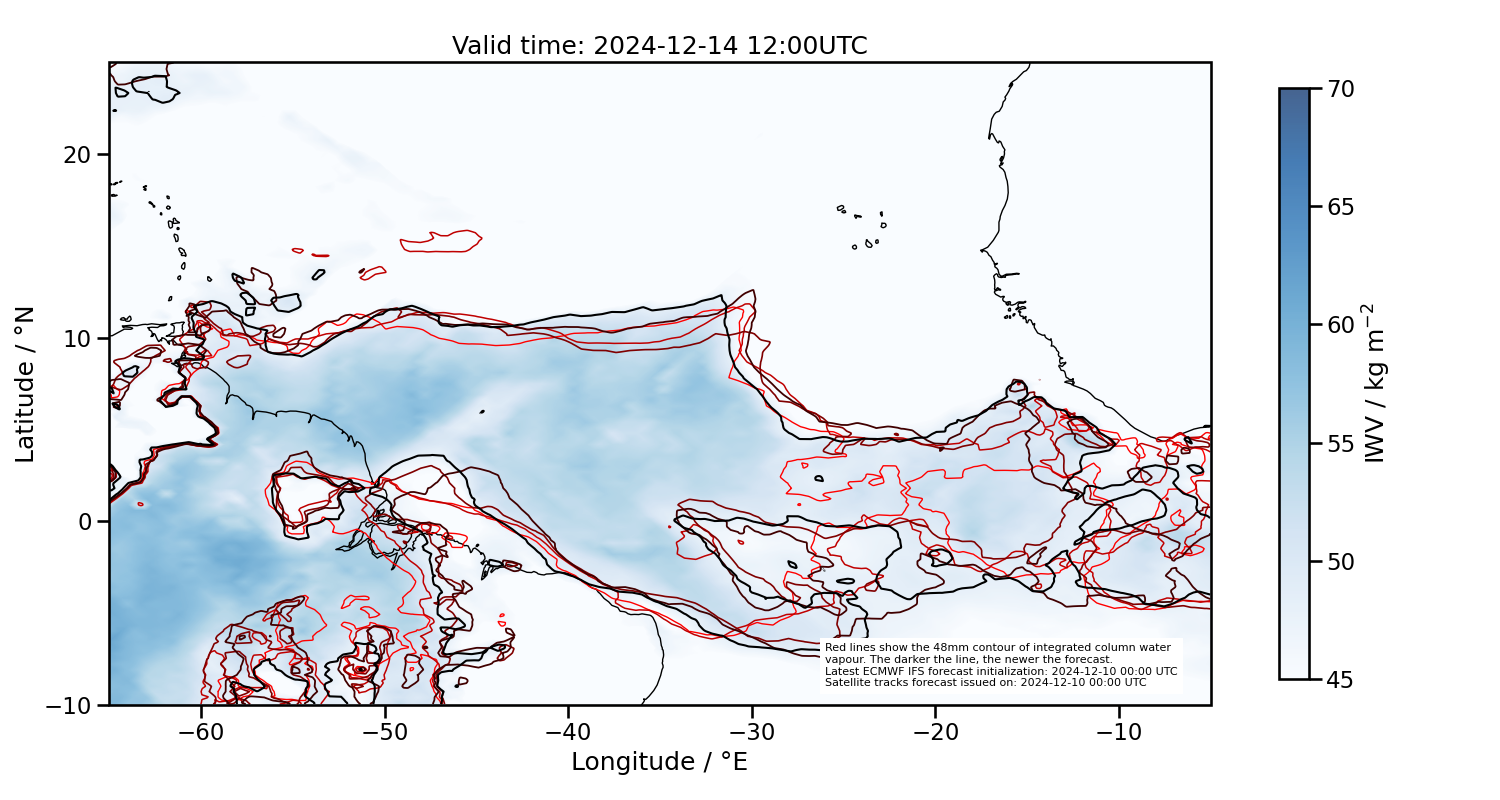 Valid time: 2024-12-14 12:00UTC
70
65
60
55
50
45
IWV / kg m⁻²
20
10
0
−10
Latitude / °N
Red lines show the 48mm contour of integrated column water
vapour. The darker the line, the newer the forecast.
Latest ECMWF IFS forecast initialization: 2024-12-10 00:00 UTC
Satellite tracks forecast issued on: 2024-12-10 00:00 UTC
−60 −50 −40 −30 −20 −10
Longitude / °E